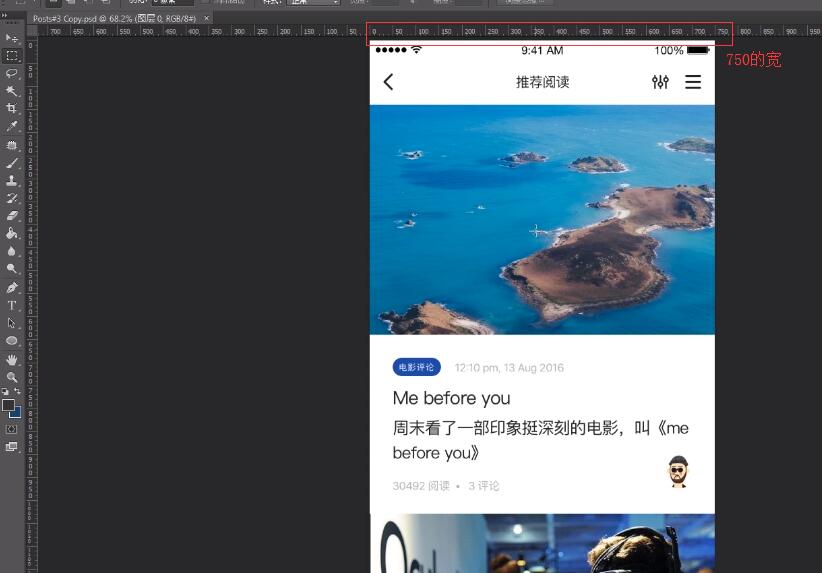 Posts#3 Copy.psd @ 68.2% (图层 0, RGB/8#) ×
700 650 600 550 500 450 400 350 300 250 200 150 100 50 0 50 100 150 200 250 300 350 400 450 500 550 600 650 700 750 800 850 900 950
750的宽
9:41 AM 100%
推荐阅读
电影评论 12:10 pm, 13 Aug 2016
Me before you
周末看了一部印象挺深刻的电影，叫《me
before you》
30492 阅读 • 3 评论